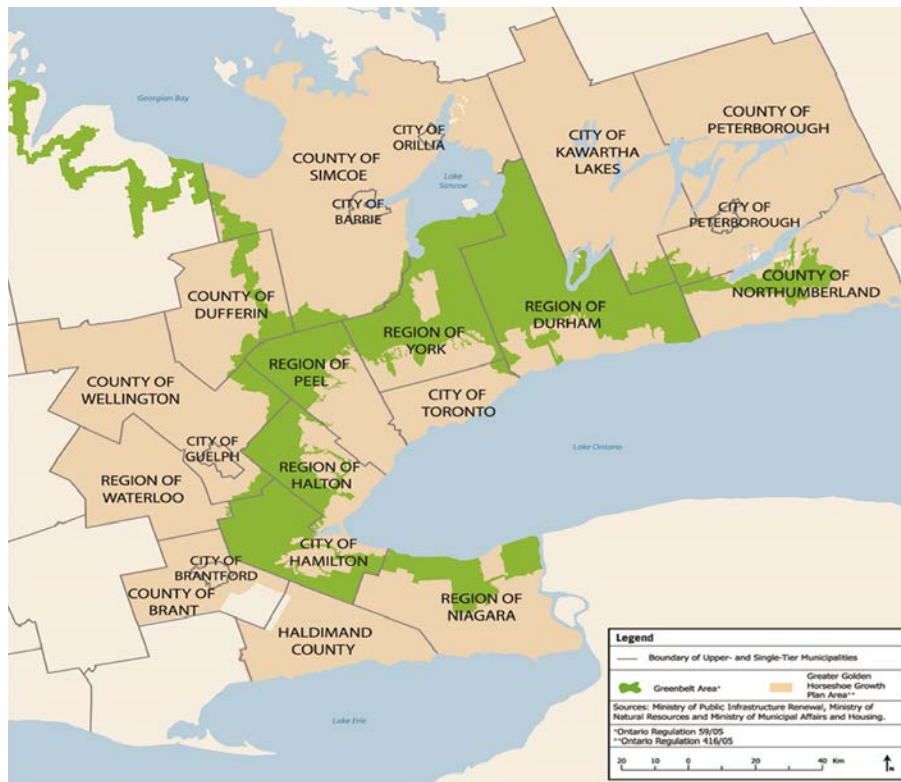 Georgian Bay
COUNTY OF
PETERBOROUGH
CITY OF
ORILLIA
CITY OF
KAWARTHA
LAKES
COUNTY OF
SIMCOE
Lake
Simcoe
CITY OF
BARRIE
CITY OF
PETERBOROUGH
COUNTY OF
NORTHUMBERLAND
COUNTY OF
DUFFERIN
REGION OF
DURHAM
REGION OF
YORK
REGION OF
PEEL
COUNTY OF
WELLINGTON
CITY OF
TORONTO
CITY OF
GUELPH
Lake Ontario
REGION OF
HALTON
REGION OF
WATERLOO
CITY OF
HAMILTON
CITY OF
BRANTFORD
COUNTY OF
BRANT
REGION OF
NIAGARA
HALDIMAND
COUNTY
Lake Erie
Legend
Boundary of Upper- and Single-Tier Municipalities
Greenbelt Area*
Greater Golden
Horseshoe Growth
Plan Area**
Sources: Ministry of Public Infrastructure Renewal, Ministry of
Natural Resources and Ministry of Municipal Affairs and Housing.
*Ontario Regulation 59/05
**Ontario Regulation 416/05
20 10 0 20 40 Km
N